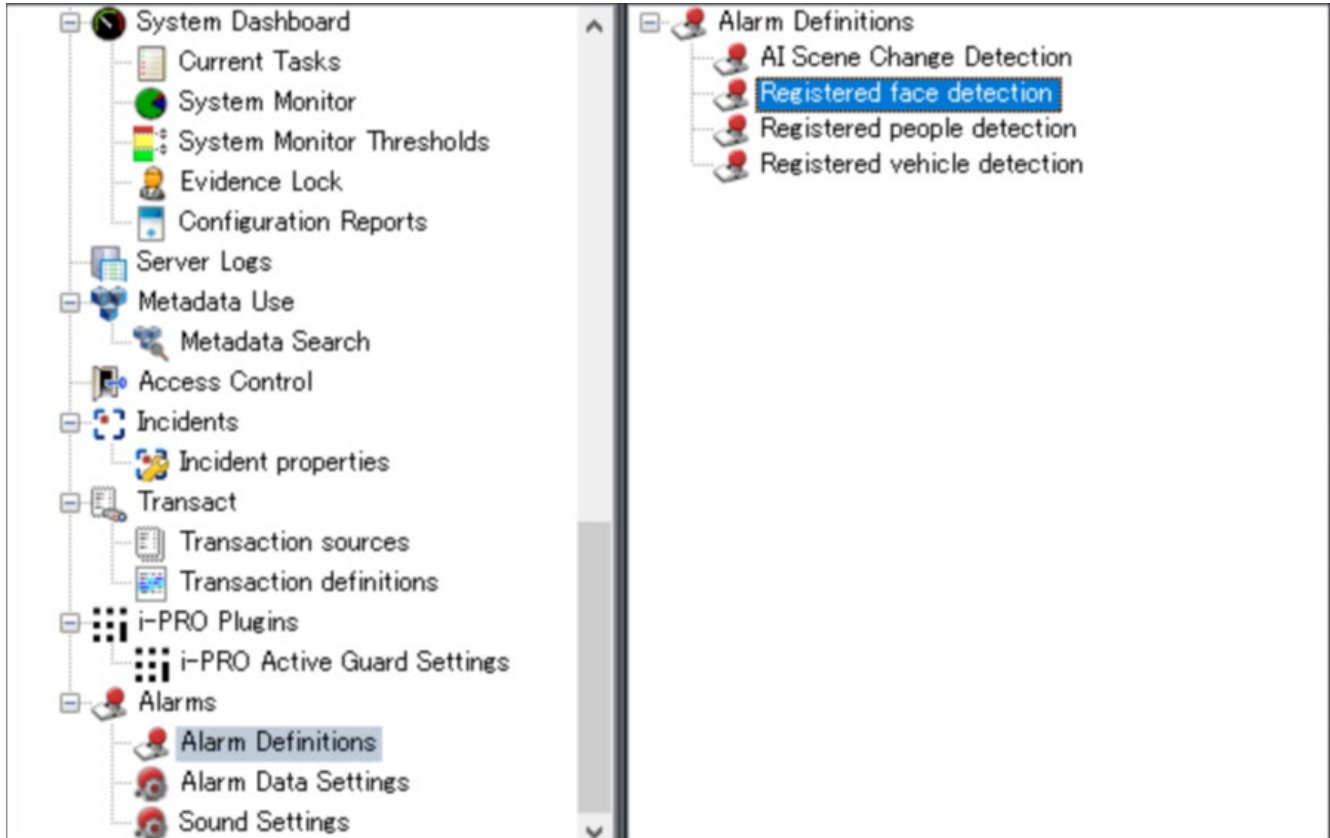 System Dashboard
Current Tasks
System Monitor
System Monitor Thresholds
Evidence Lock
Configuration Reports
Server Logs
Metadata Use
Metadata Search
Access Control
Incidents
Incident properties
Transact
Transaction sources
Transaction definitions
i-PRO Plugins
i-PRO Active Guard Settings
Alarms
Alarm Definitions
Alarm Data Settings
Sound Settings
Alarm Definitions
AI Scene Change Detection
Registered face detection
Registered people detection
Registered vehicle detection